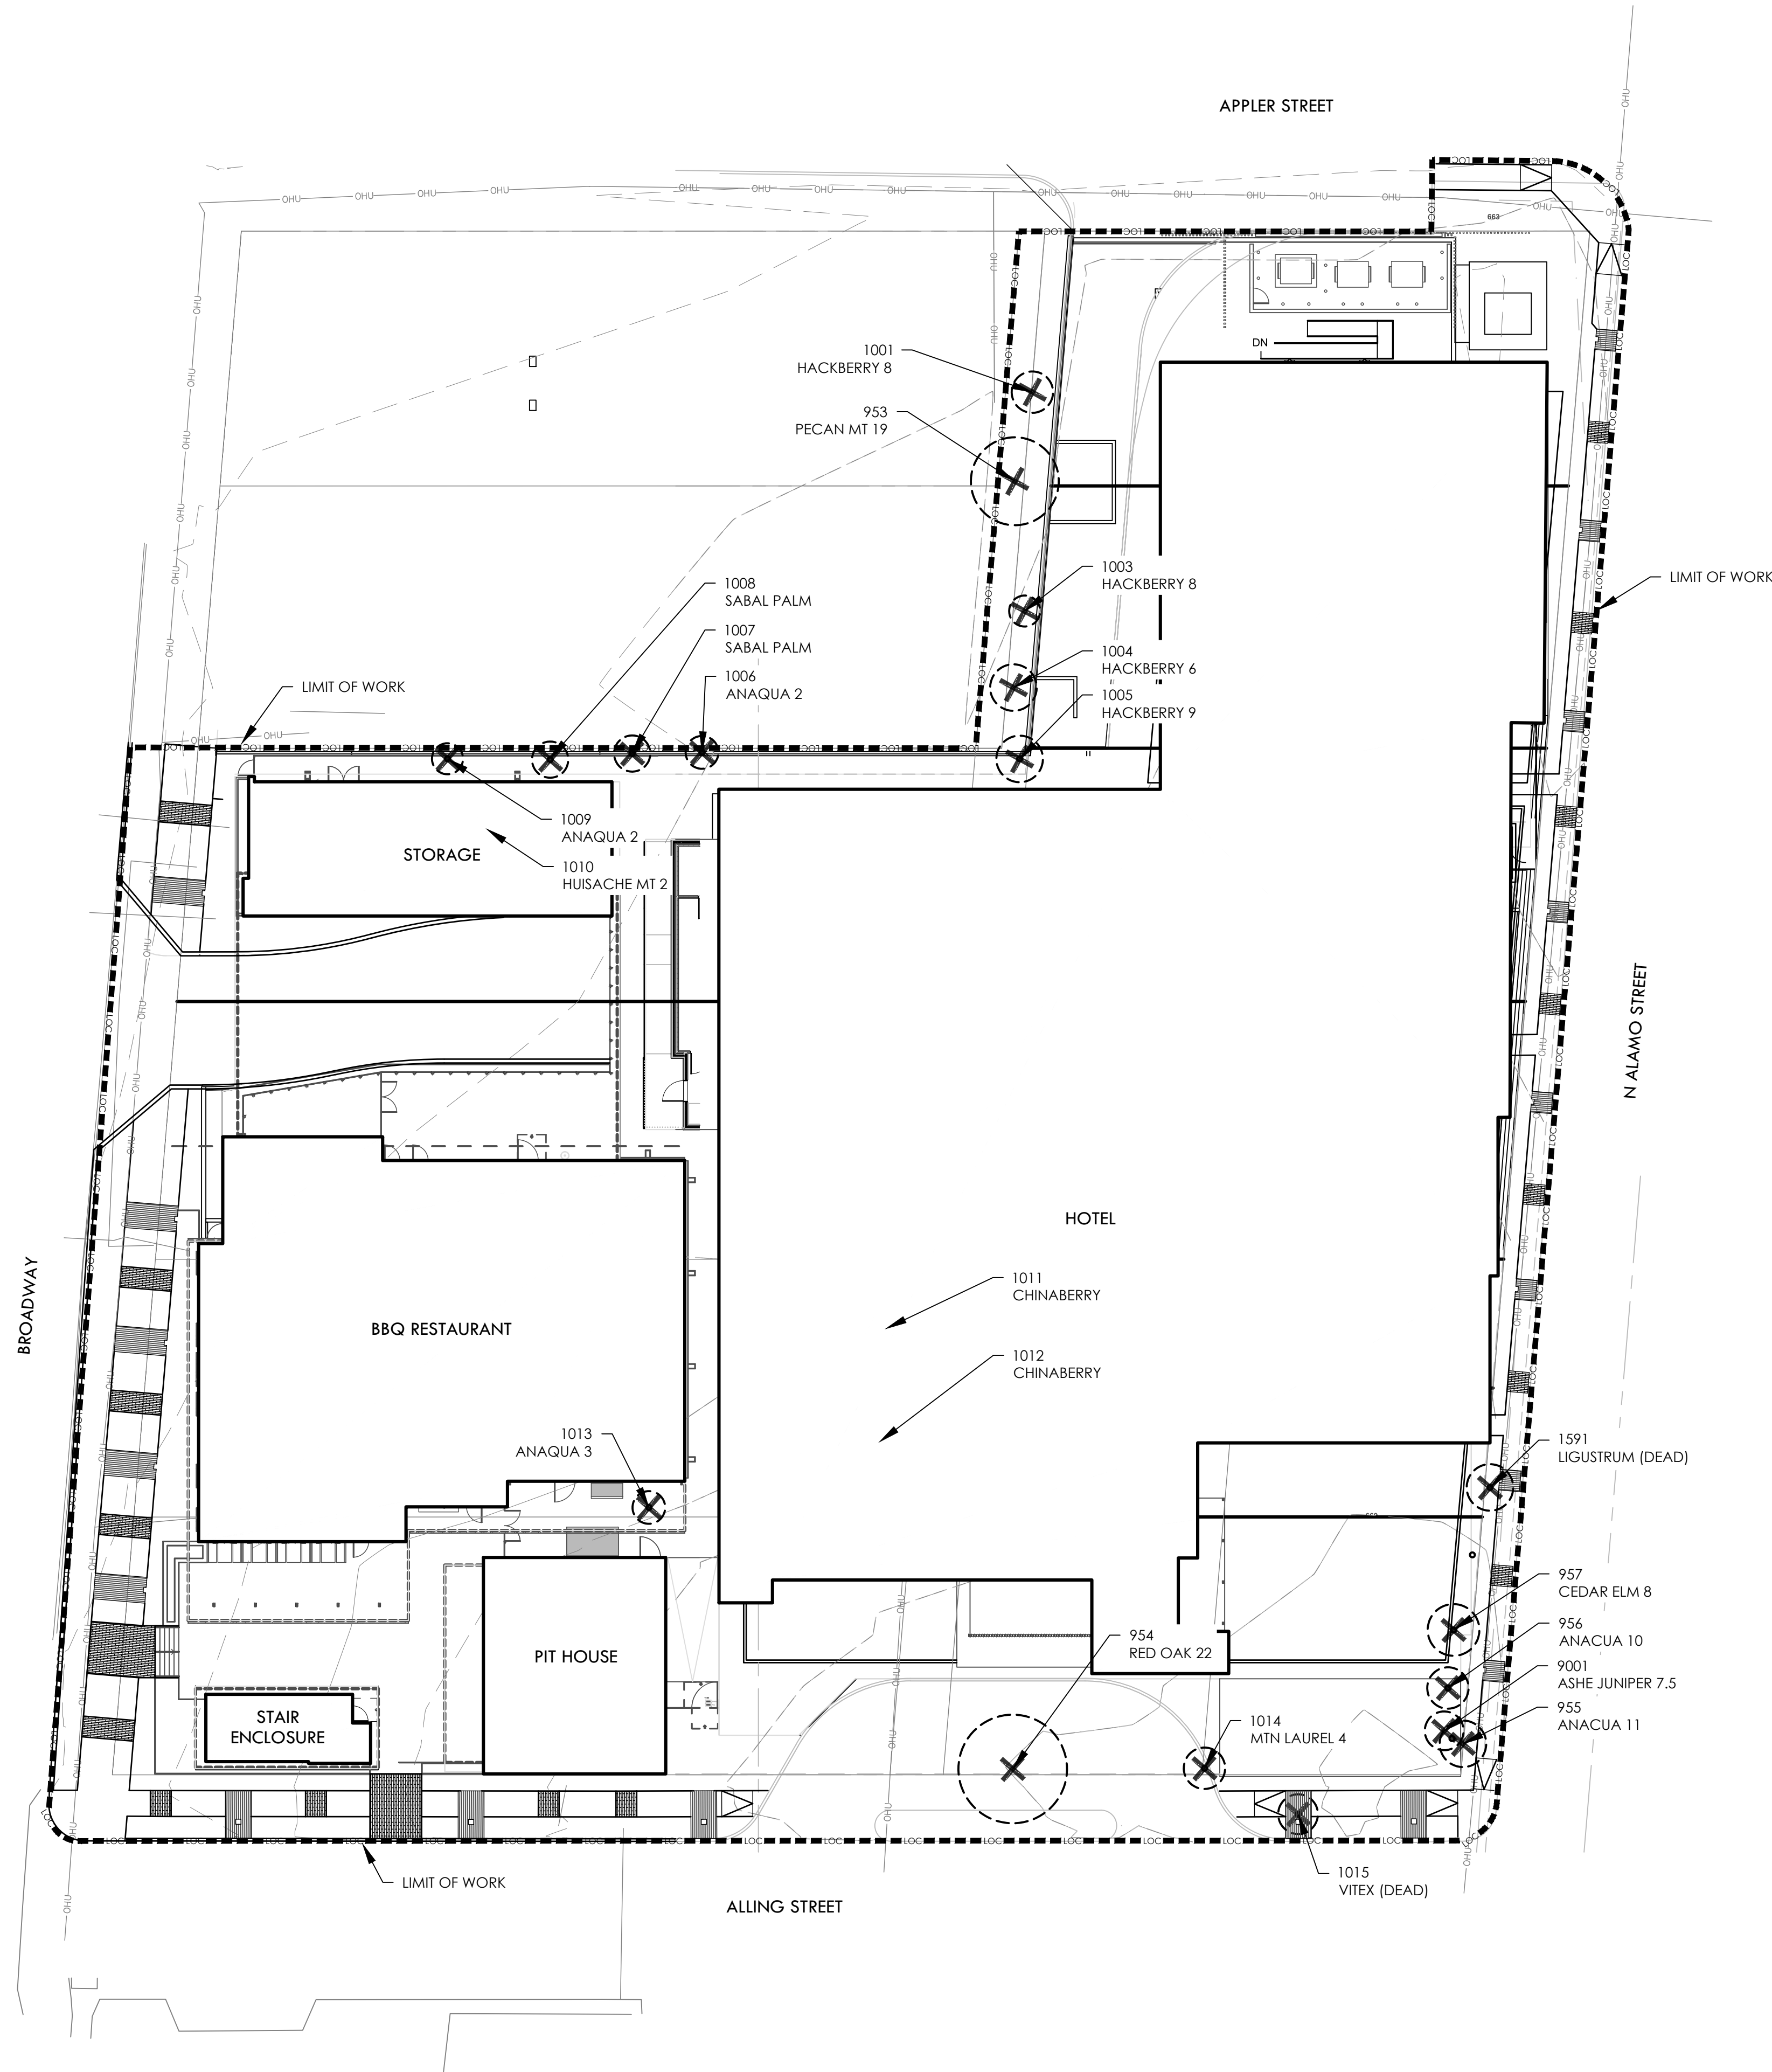 APPLER STREET
663
DN
1001
HACKBERRY 8
953
PECAN MT 19
1003
HACKBERRY 8
LIMIT OF WORK
1008
SABAL PALM
1007
SABAL PALM
1004
HACKBERRY 6
1006
ANAQUA 2
LIMIT OF WORK
1005
HACKBERRY 9
1009
ANAQUA 2
STORAGE
1010
HUISACHE MT 2
N ALAMO STREET
HOTEL
1011
CHINABERRY
BROADWAY
BBQ RESTAURANT
1012
CHINABERRY
1013
ANAQUA 3
1591
LIGUSTRUM (DEAD)
957
CEDAR ELM 8
956
ANACUA 10
954
RED OAK 22
PIT HOUSE
9001
ASHE JUNIPER 7.5
955
ANACUA 11
STAIR
ENCLOSURE
1014
MTN LAUREL 4
LIMIT OF WORK
1015
VITEX (DEAD)
ALLING STREET
OHU
LOC